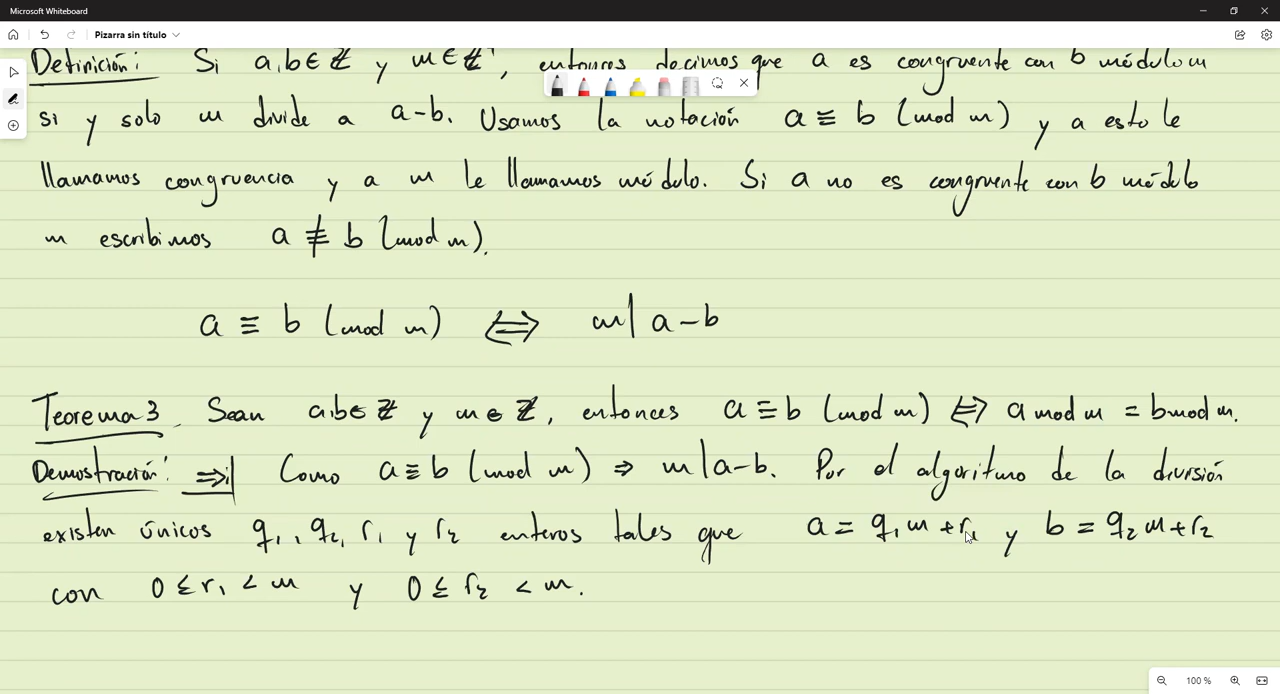 Microsoft Whiteboard
Pizarra sin título
Definición: Si a,b ∈ ℤ y m ∈ ℤ⁺, entonces decimos que a es congruente con b módulo m
si y solo m divide a a-b. Usamos la notación a ≡ b (mod m) y a esto le
llamamos congruencia y a m le llamamos módulo. Si a no es congruente con b módulo
m escribimos a ≢ b (mod m).
a ≡ b (mod m) ⟺ m | a-b
Teorema 3. Sean a,b ∈ ℤ y m ∈ ℤ, entonces a ≡ b (mod m) ⟺ a mod m = b mod m.
Demostración: ⇒| Como a ≡ b (mod m) ⇒ m | a-b. Por el algoritmo de la división
existen únicos q₁, q₂, r₁ y r₂ enteros tales que a = q₁m + r₁ y b = q₂m + r₂
con 0 ≤ r₁ < m y 0 ≤ r₂ < m.
100 %